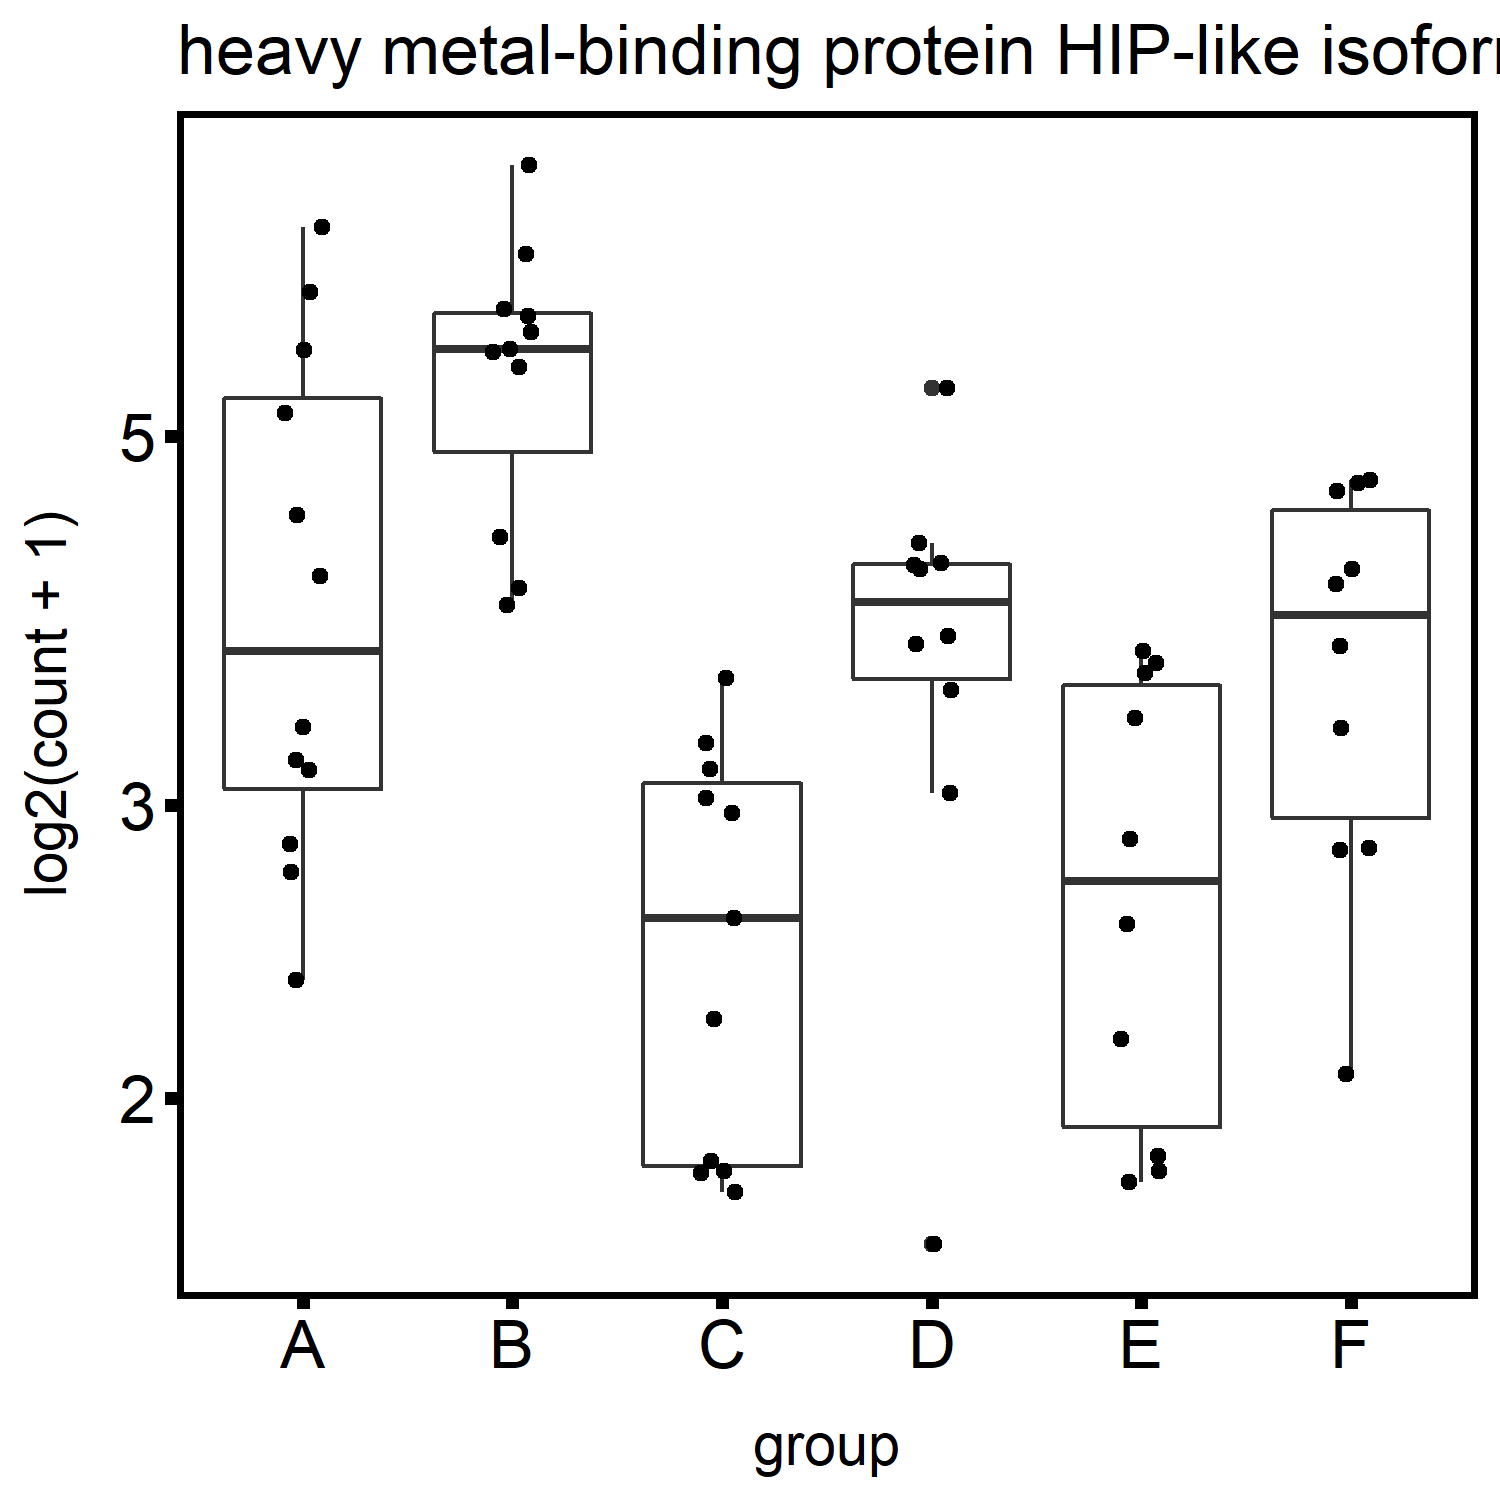 heavy metal-binding protein HIP-like isofor
log2(count + 1)
5
3
2
A B C D E F
group